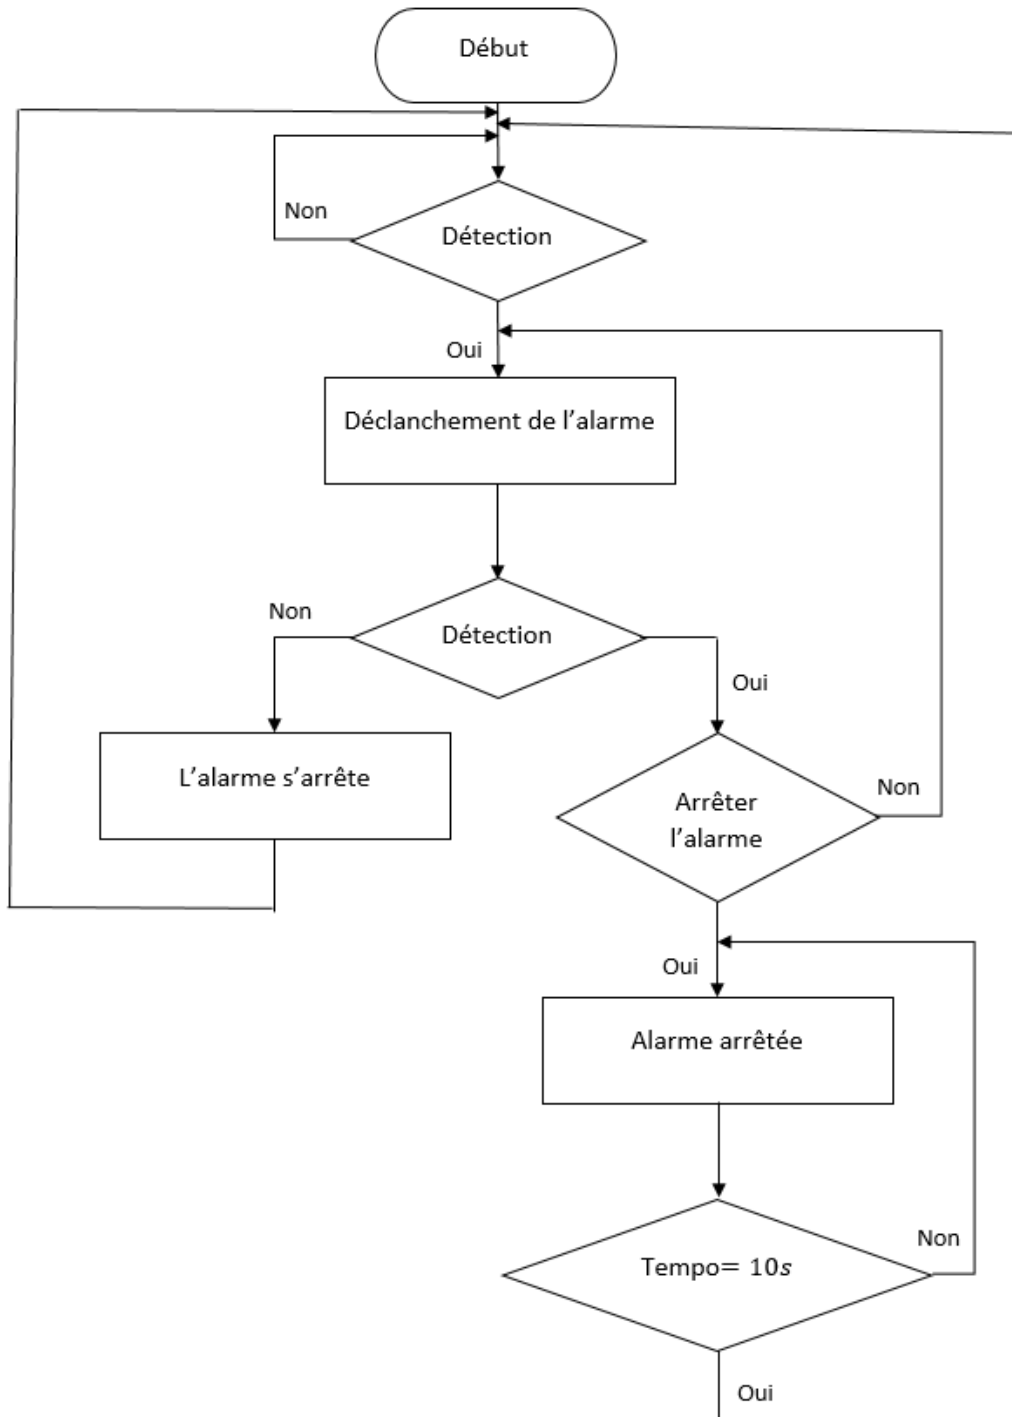 Début
Non
Détection
Oui
Déclanchement de l'alarme
Non
Détection
Oui
L'alarme s'arrête
Arrêter
l'alarme
Non
Oui
Alarme arrêtée
Non
Tempo= 10s
Oui